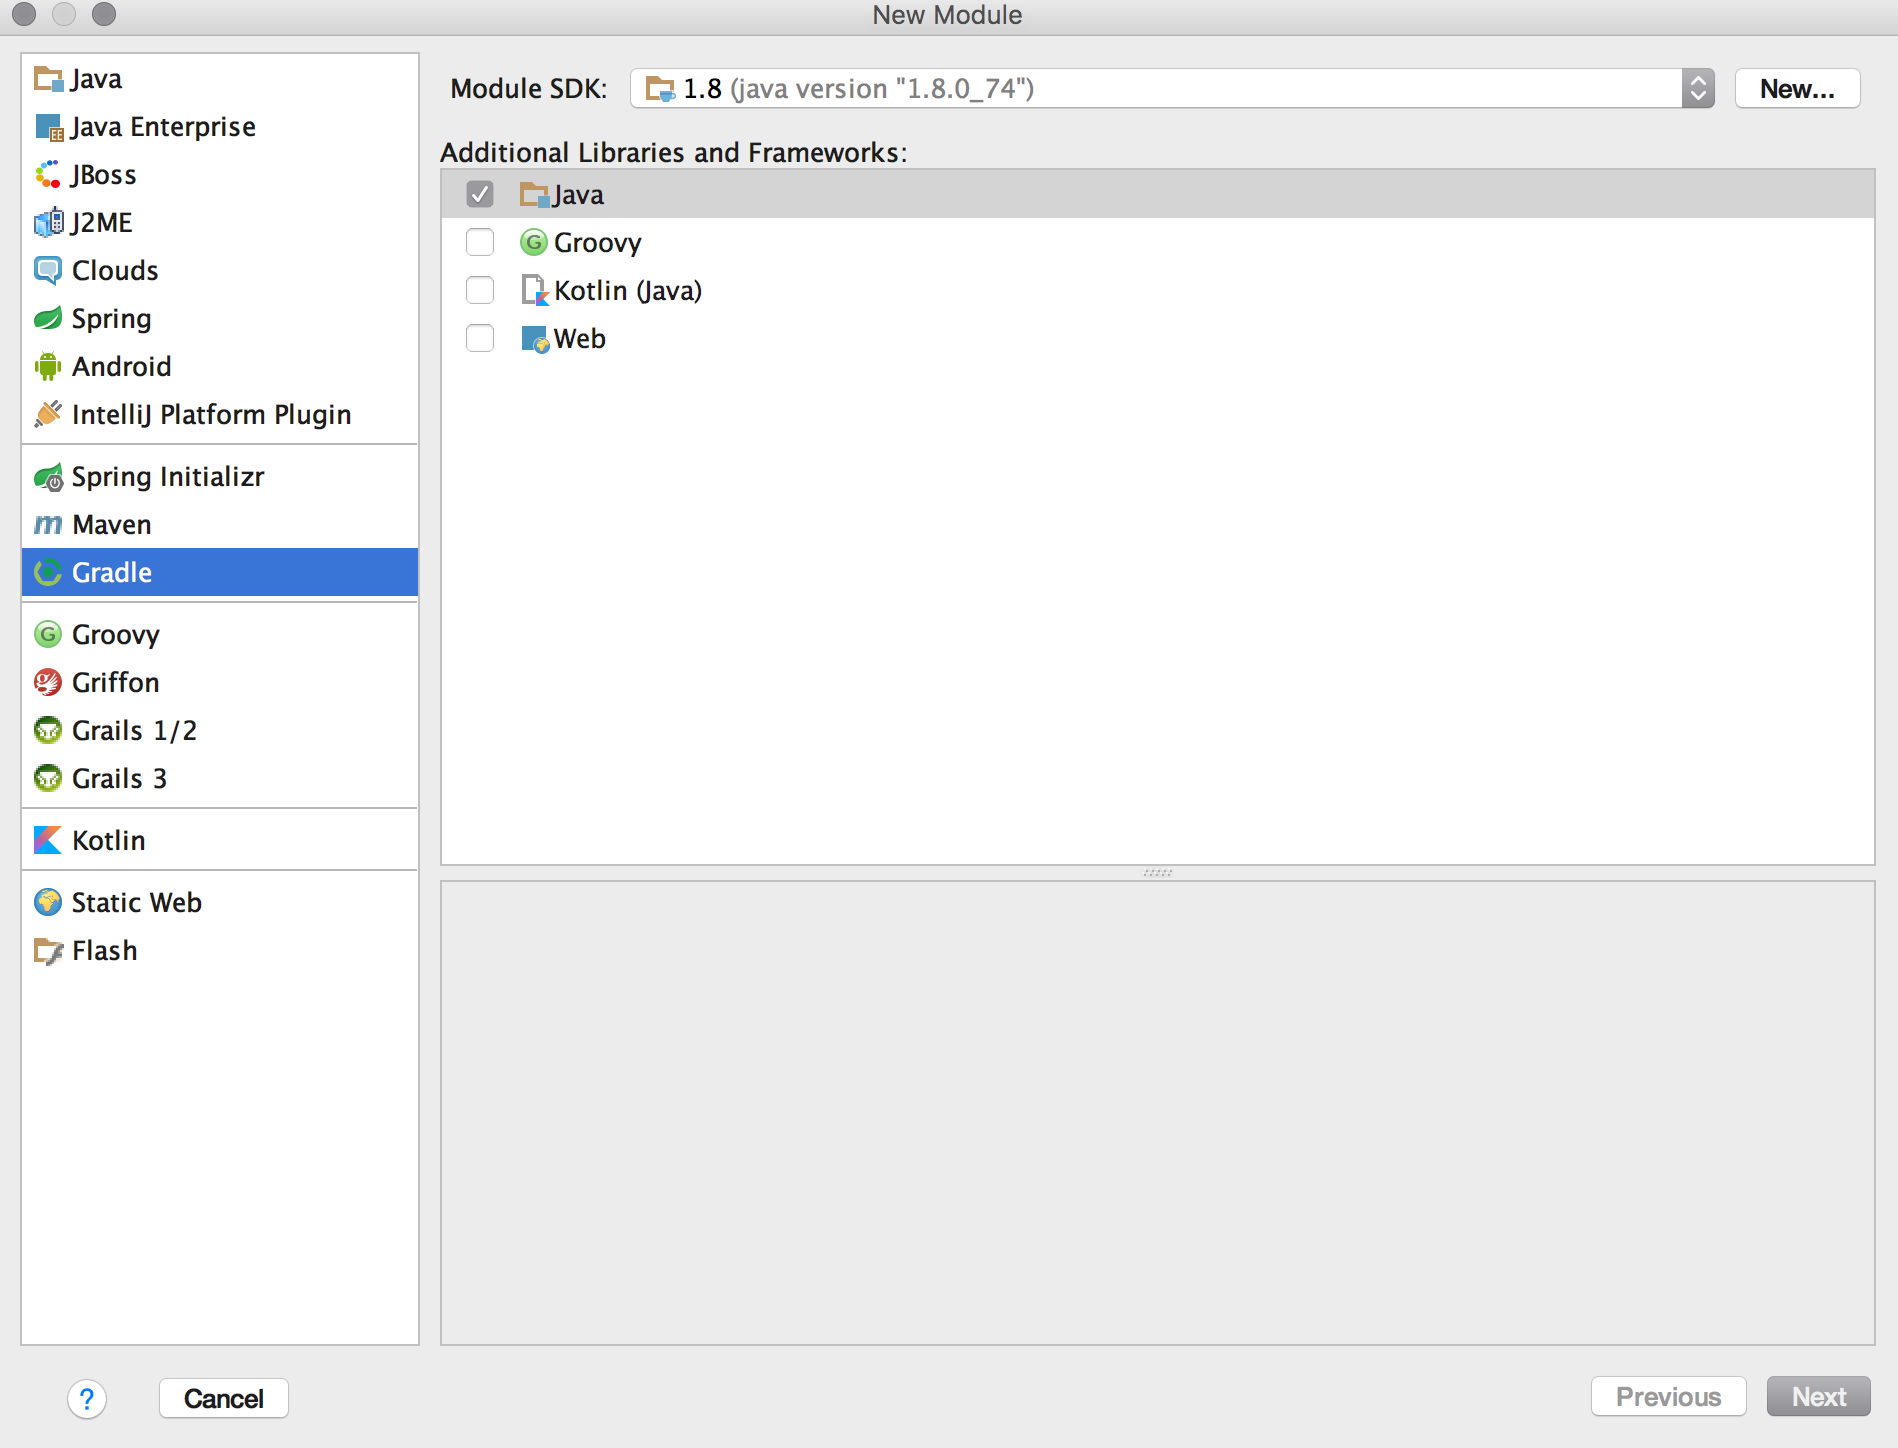 New Module
Java
Java Enterprise
JBoss
J2ME
Clouds
Spring
Android
IntelliJ Platform Plugin
Spring Initializr
Maven
Gradle
Groovy
Griffon
Grails 1/2
Grails 3
Kotlin
Static Web
Flash
Module SDK: 1.8 (java version "1.8.0_74") New...
Additional Libraries and Frameworks:
Java
Groovy
Kotlin (Java)
Web
? Cancel Previous Next